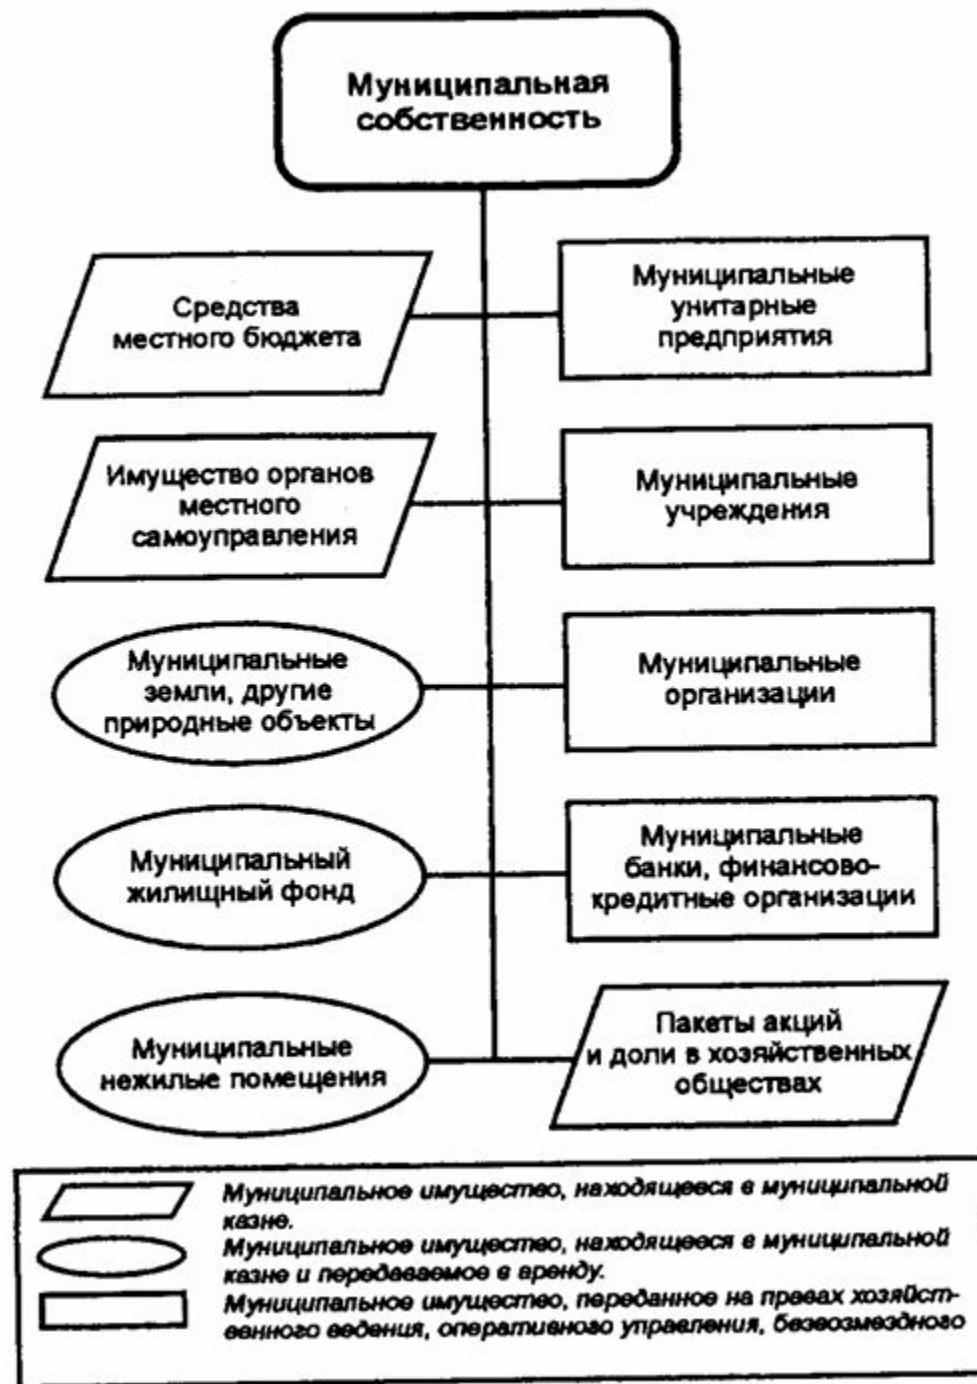 Муниципальная
собственность
Средства
местного бюджета
Муниципальные
унитарные
предприятия
Имущество органов
местного
самоуправления
Муниципальные
учреждения
Муниципальные
земли, другие
природные объекты
Муниципальные
организации
Муниципальный
жилищный фонд
Муниципальные
банки, финансово-
кредитные организации
Муниципальные
нежилые помещения
Пакеты акций
и доли в хозяйственных
обществах
Муниципальное имущество, находящееся в муниципальной
казне.
Муниципальное имущество, находящееся в муниципальной
казне и передаваемое в аренду.
Муниципальное имущество, переданное на правах хозяйст-
венного ведения, оперативного управления, безвозмездного